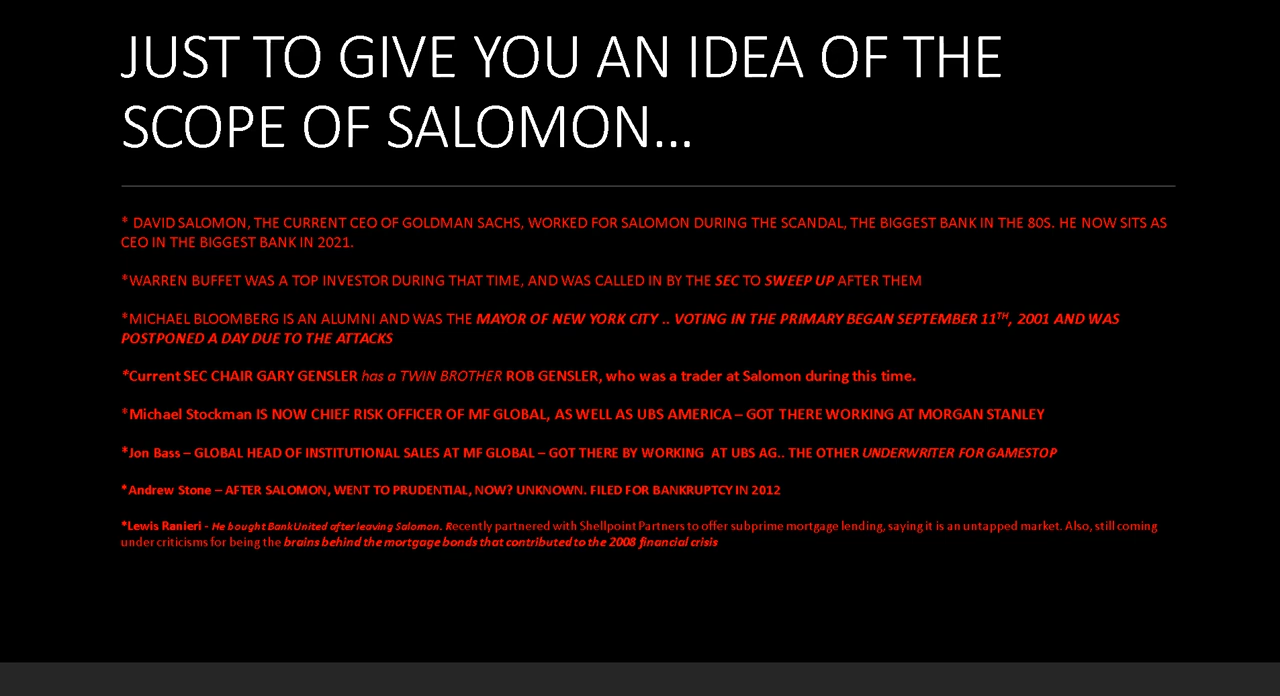 JUST TO GIVE YOU AN IDEA OF THE
SCOPE OF SALOMON...
* DAVID SALOMON, THE CURRENT CEO OF GOLDMAN SACHS, WORKED FOR SALOMON DURING THE SCANDAL, THE BIGGEST BANK IN THE 80S. HE NOW SITS AS
CEO IN THE BIGGEST BANK IN 2021.
*WARREN BUFFET WAS A TOP INVESTOR DURING THAT TIME, AND WAS CALLED IN BY THE SEC TO SWEEP UP AFTER THEM
*MICHAEL BLOOMBERG IS AN ALUMNI AND WAS THE MAYOR OF NEW YORK CITY .. VOTING IN THE PRIMARY BEGAN SEPTEMBER 11TH, 2001 AND WAS
POSTPONED A DAY DUE TO THE ATTACKS
*Current SEC CHAIR GARY GENSLER has a TWIN BROTHER ROB GENSLER, who was a trader at Salomon during this time.
*Michael Stockman IS NOW CHIEF RISK OFFICER OF MF GLOBAL, AS WELL AS UBS AMERICA – GOT THERE WORKING AT MORGAN STANLEY
*Jon Bass – GLOBAL HEAD OF INSTITUTIONAL SALES AT MF GLOBAL – GOT THERE BY WORKING AT UBS AG.. THE OTHER UNDERWRITER FOR GAMESTOP
*Andrew Stone – AFTER SALOMON, WENT TO PRUDENTIAL, NOW? UNKNOWN. FILED FOR BANKRUPTCY IN 2012
*Lewis Ranieri - He bought BankUnited after leaving Salomon. Recently partnered with Shellpoint Partners to offer subprime mortgage lending, saying it is an untapped market. Also, still coming
under criticisms for being the brains behind the mortgage bonds that contributed to the 2008 financial crisis